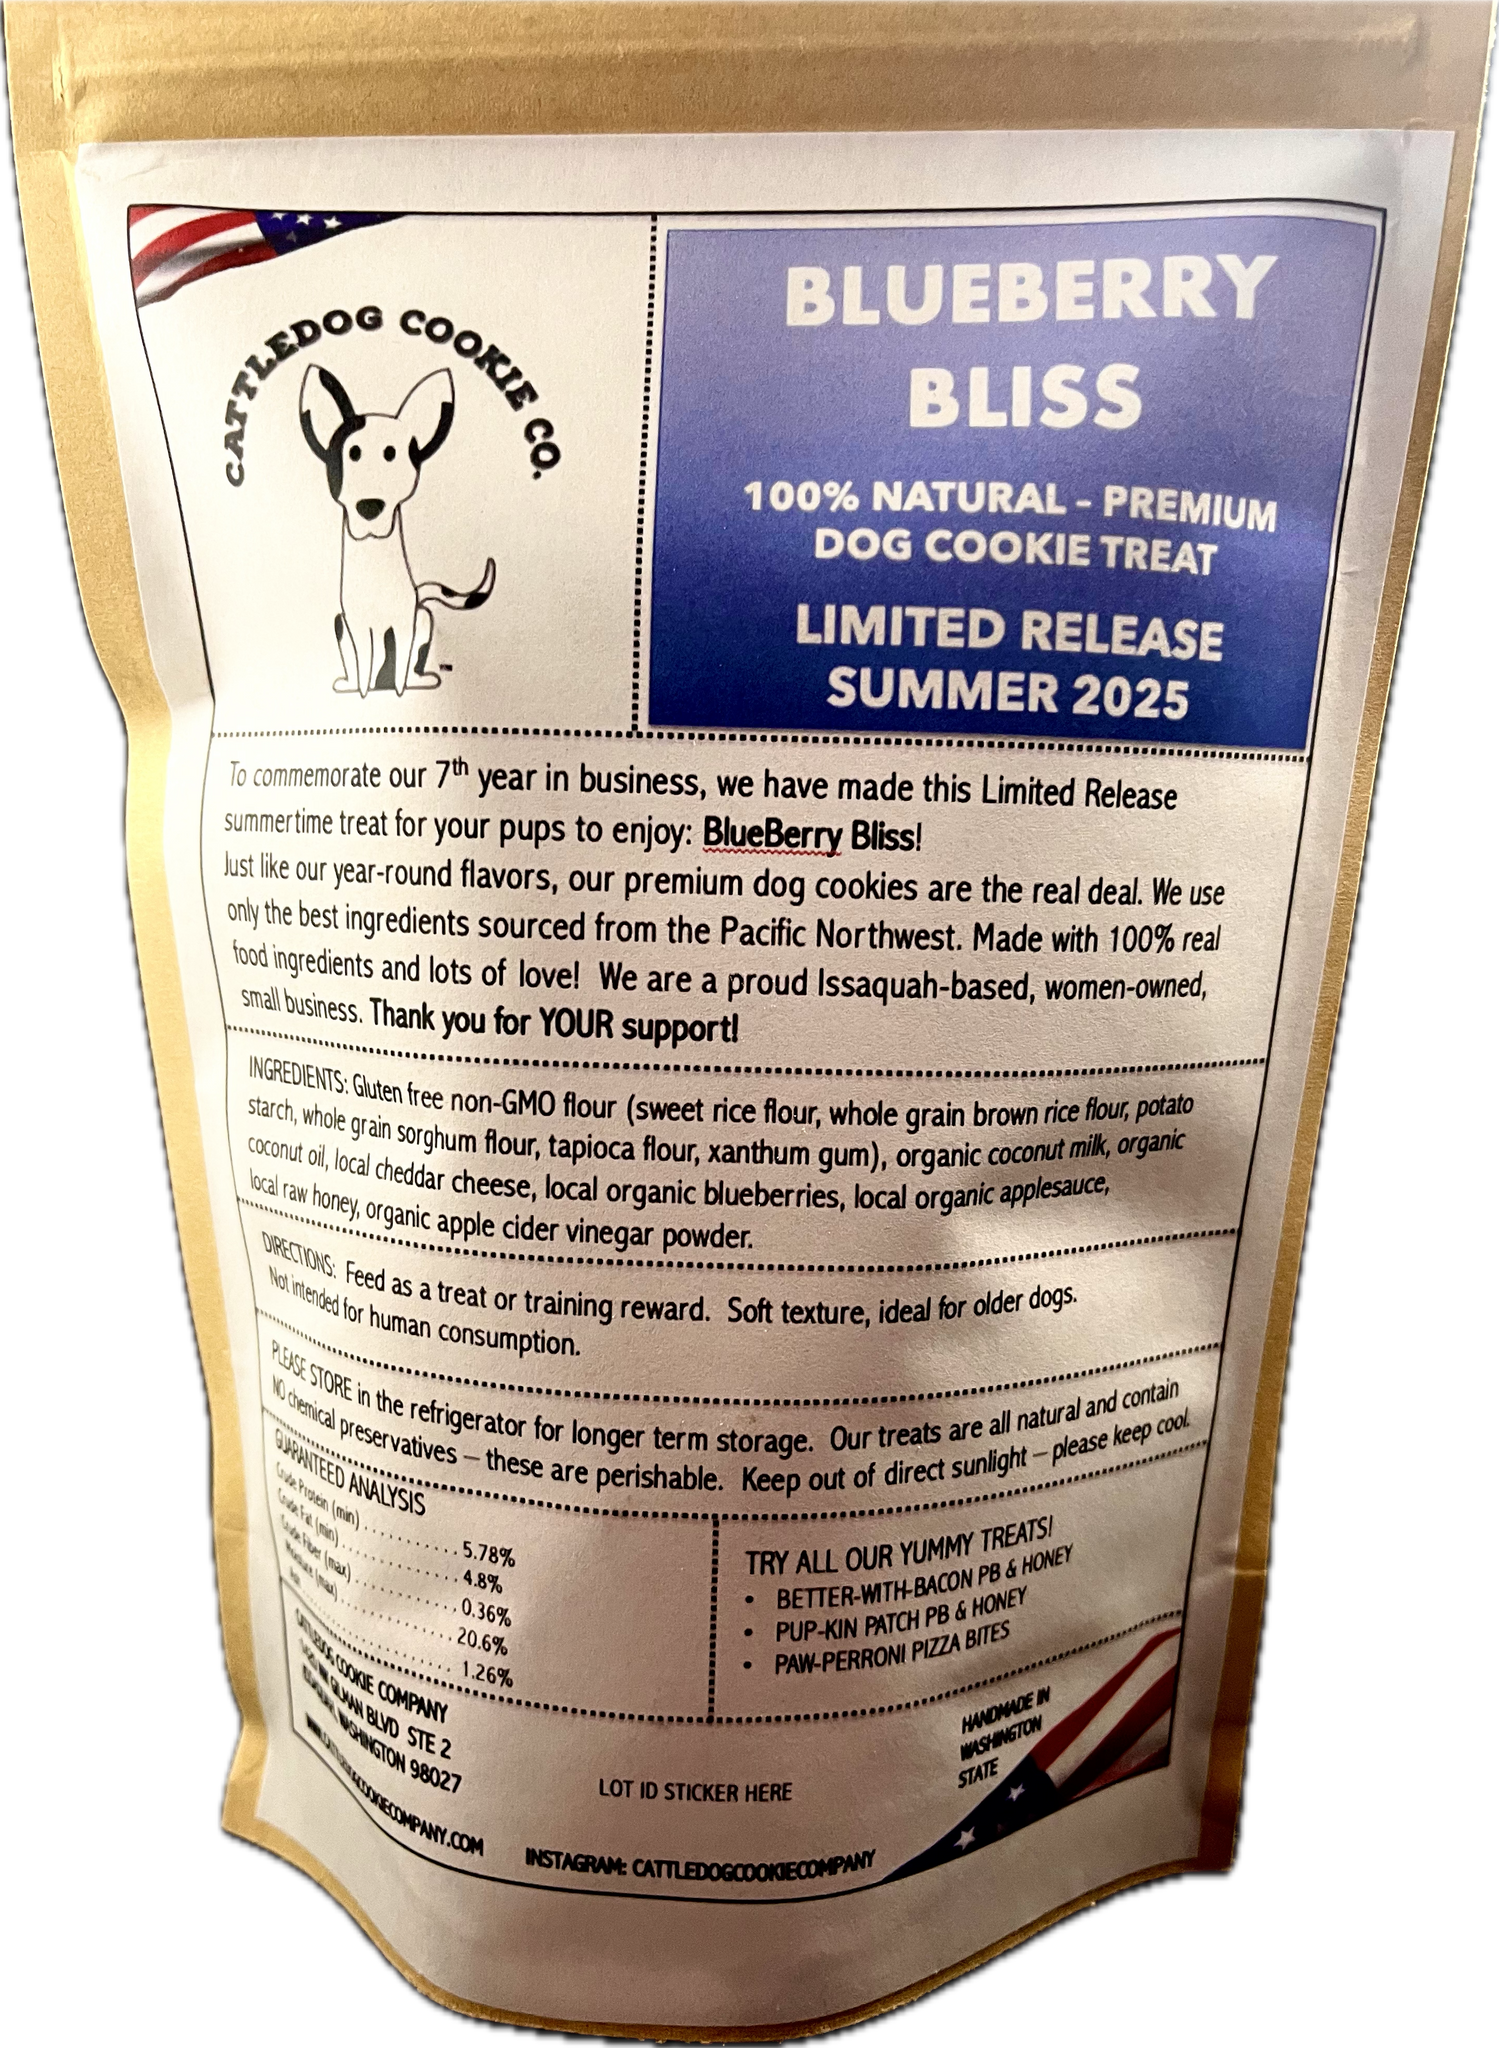 CATTLEDOG COOKIE CO.
BLUEBERRY
BLISS
100% NATURAL - PREMIUM
DOG COOKIE TREAT
LIMITED RELEASE
SUMMER 2025
To commemorate our 7th year in business, we have made this Limited Release
summertime treat for your pups to enjoy: BlueBerry Bliss!
Just like our year-round flavors, our premium dog cookies are the real deal. We use
only the best ingredients sourced from the Pacific Northwest. Made with 100% real
food ingredients and lots of love! We are a proud Issaquah-based, women-owned,
small business. Thank you for YOUR support!
INGREDIENTS: Gluten free non-GMO flour (sweet rice flour, whole grain brown rice flour, potato
starch, whole grain sorghum flour, tapioca flour, xanthum gum), organic coconut milk, organic
coconut oil, local cheddar cheese, local organic blueberries, local organic applesauce,
local raw honey, organic apple cider vinegar powder.
DIRECTIONS: Feed as a treat or training reward. Soft texture, ideal for older dogs.
Not intended for human consumption.
PLEASE STORE in the refrigerator for longer term storage. Our treats are all natural and contain
NO chemical preservatives – these are perishable. Keep out of direct sunlight – please keep cool.
GUARANTEED ANALYSIS
Crude Protein (min) .......... 5.78%
Crude Fat (min) .......... 4.8%
Crude Fiber (max) .......... 0.36%
Moisture (max) .......... 20.6%
.......... 1.26%
TRY ALL OUR YUMMY TREATS!
• BETTER-WITH-BACON PB & HONEY
• PUP-KIN PATCH PB & HONEY
• PAW-PERRONI PIZZA BITES
CATTLEDOG COOKIE COMPANY
GILMAN BLVD STE 2
ISSAQUAH, WASHINGTON 98027
WWW.CATTLEDOGCOOKIECOMPANY.COM
LOT ID STICKER HERE
INSTAGRAM: CATTLEDOGCOOKIECOMPANY
HANDMADE IN
WASHINGTON
STATE